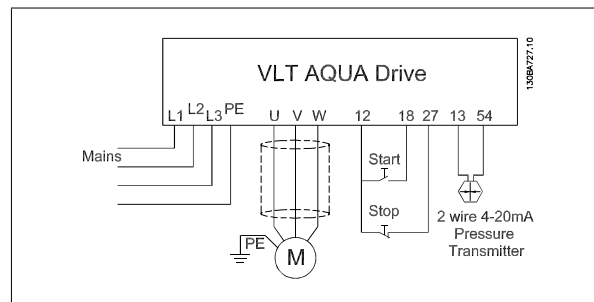 130BA727.10
VLT AQUA Drive
L1 L2 L3 PE U V W 12 18 27 13 54
Mains
Start
Stop
2 wire 4-20mA
Pressure
Transmitter
PE
M